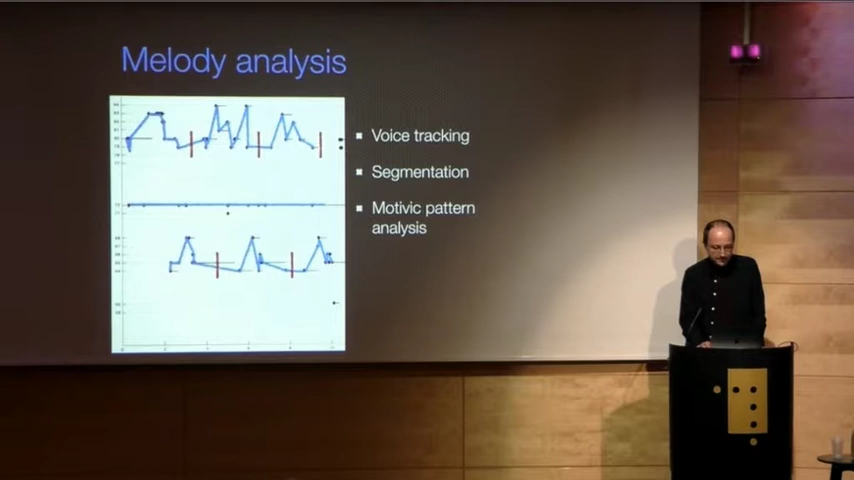 Melody analysis
Voice tracking
Segmentation
Motivic pattern
analysis